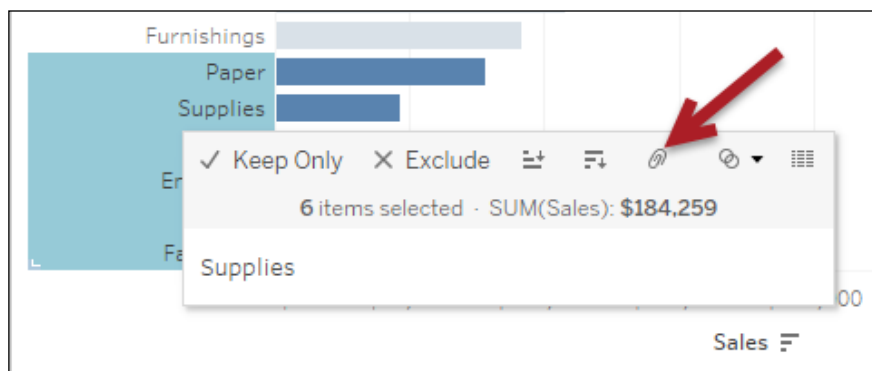 Furnishings
Paper
Supplies
Keep Only Exclude
6 items selected · SUM(Sales): $184,259
Supplies
Sales